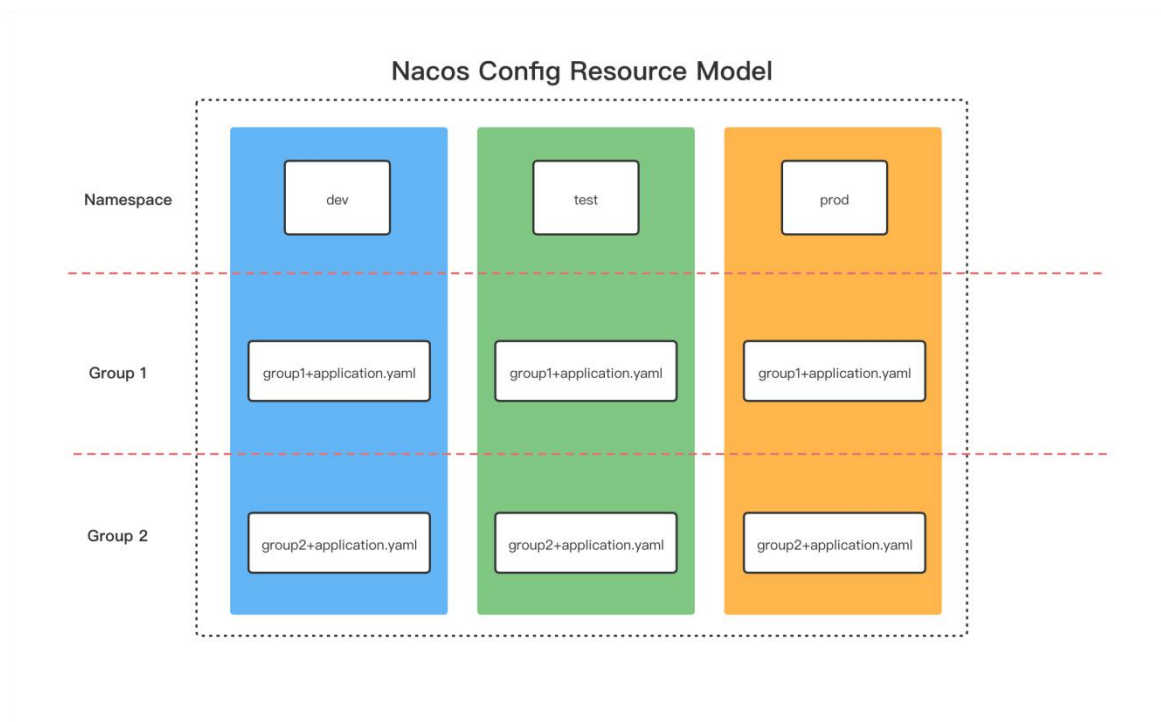 Nacos Config Resource Model
Namespace
dev
test
prod
Group 1
group1+application.yaml
group1+application.yaml
group1+application.yaml
Group 2
group2+application.yaml
group2+application.yaml
group2+application.yaml